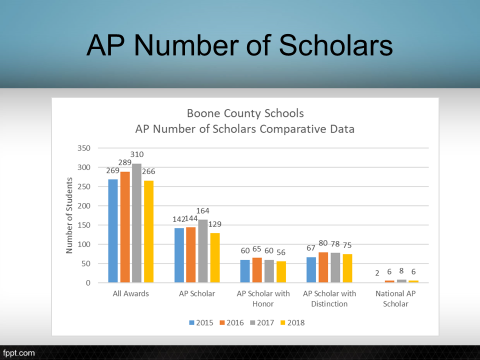 AP Number of Scholars
Boone County Schools
AP Number of Scholars Comparative Data
Number of Students
350
300
250
200
150
100
50
0
269
289
310
266
142
144
164
129
60
65
60
56
67
80
78
75
2
6
8
6
All Awards
AP Scholar
AP Scholar with
Honor
AP Scholar with
Distinction
National AP
Scholar
2015
2016
2017
2018
fppt.com